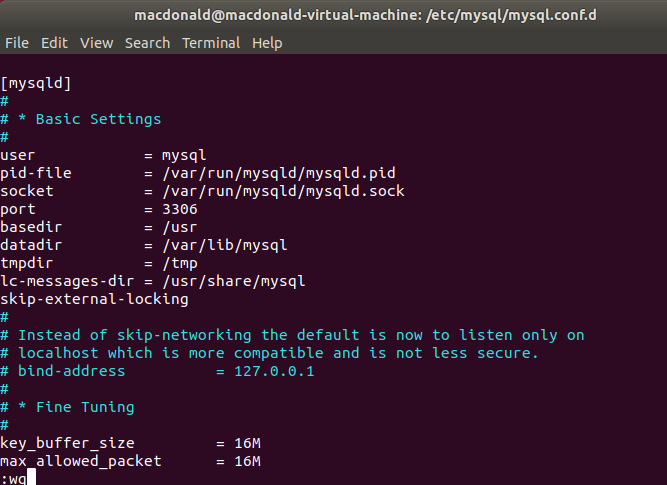 macdonald@macdonald-virtual-machine: /etc/mysql/mysql.conf.d
File Edit View Search Terminal Help
[mysqld]
#
# * Basic Settings
#
user            = mysql
pid-file        = /var/run/mysqld/mysqld.pid
socket          = /var/run/mysqld/mysqld.sock
port            = 3306
basedir         = /usr
datadir         = /var/lib/mysql
tmpdir          = /tmp
lc-messages-dir = /usr/share/mysql
skip-external-locking
#
# Instead of skip-networking the default is now to listen only on
# localhost which is more compatible and is not less secure.
# bind-address          = 127.0.0.1
#
# * Fine Tuning
#
key_buffer_size         = 16M
max_allowed_packet      = 16M
:wq